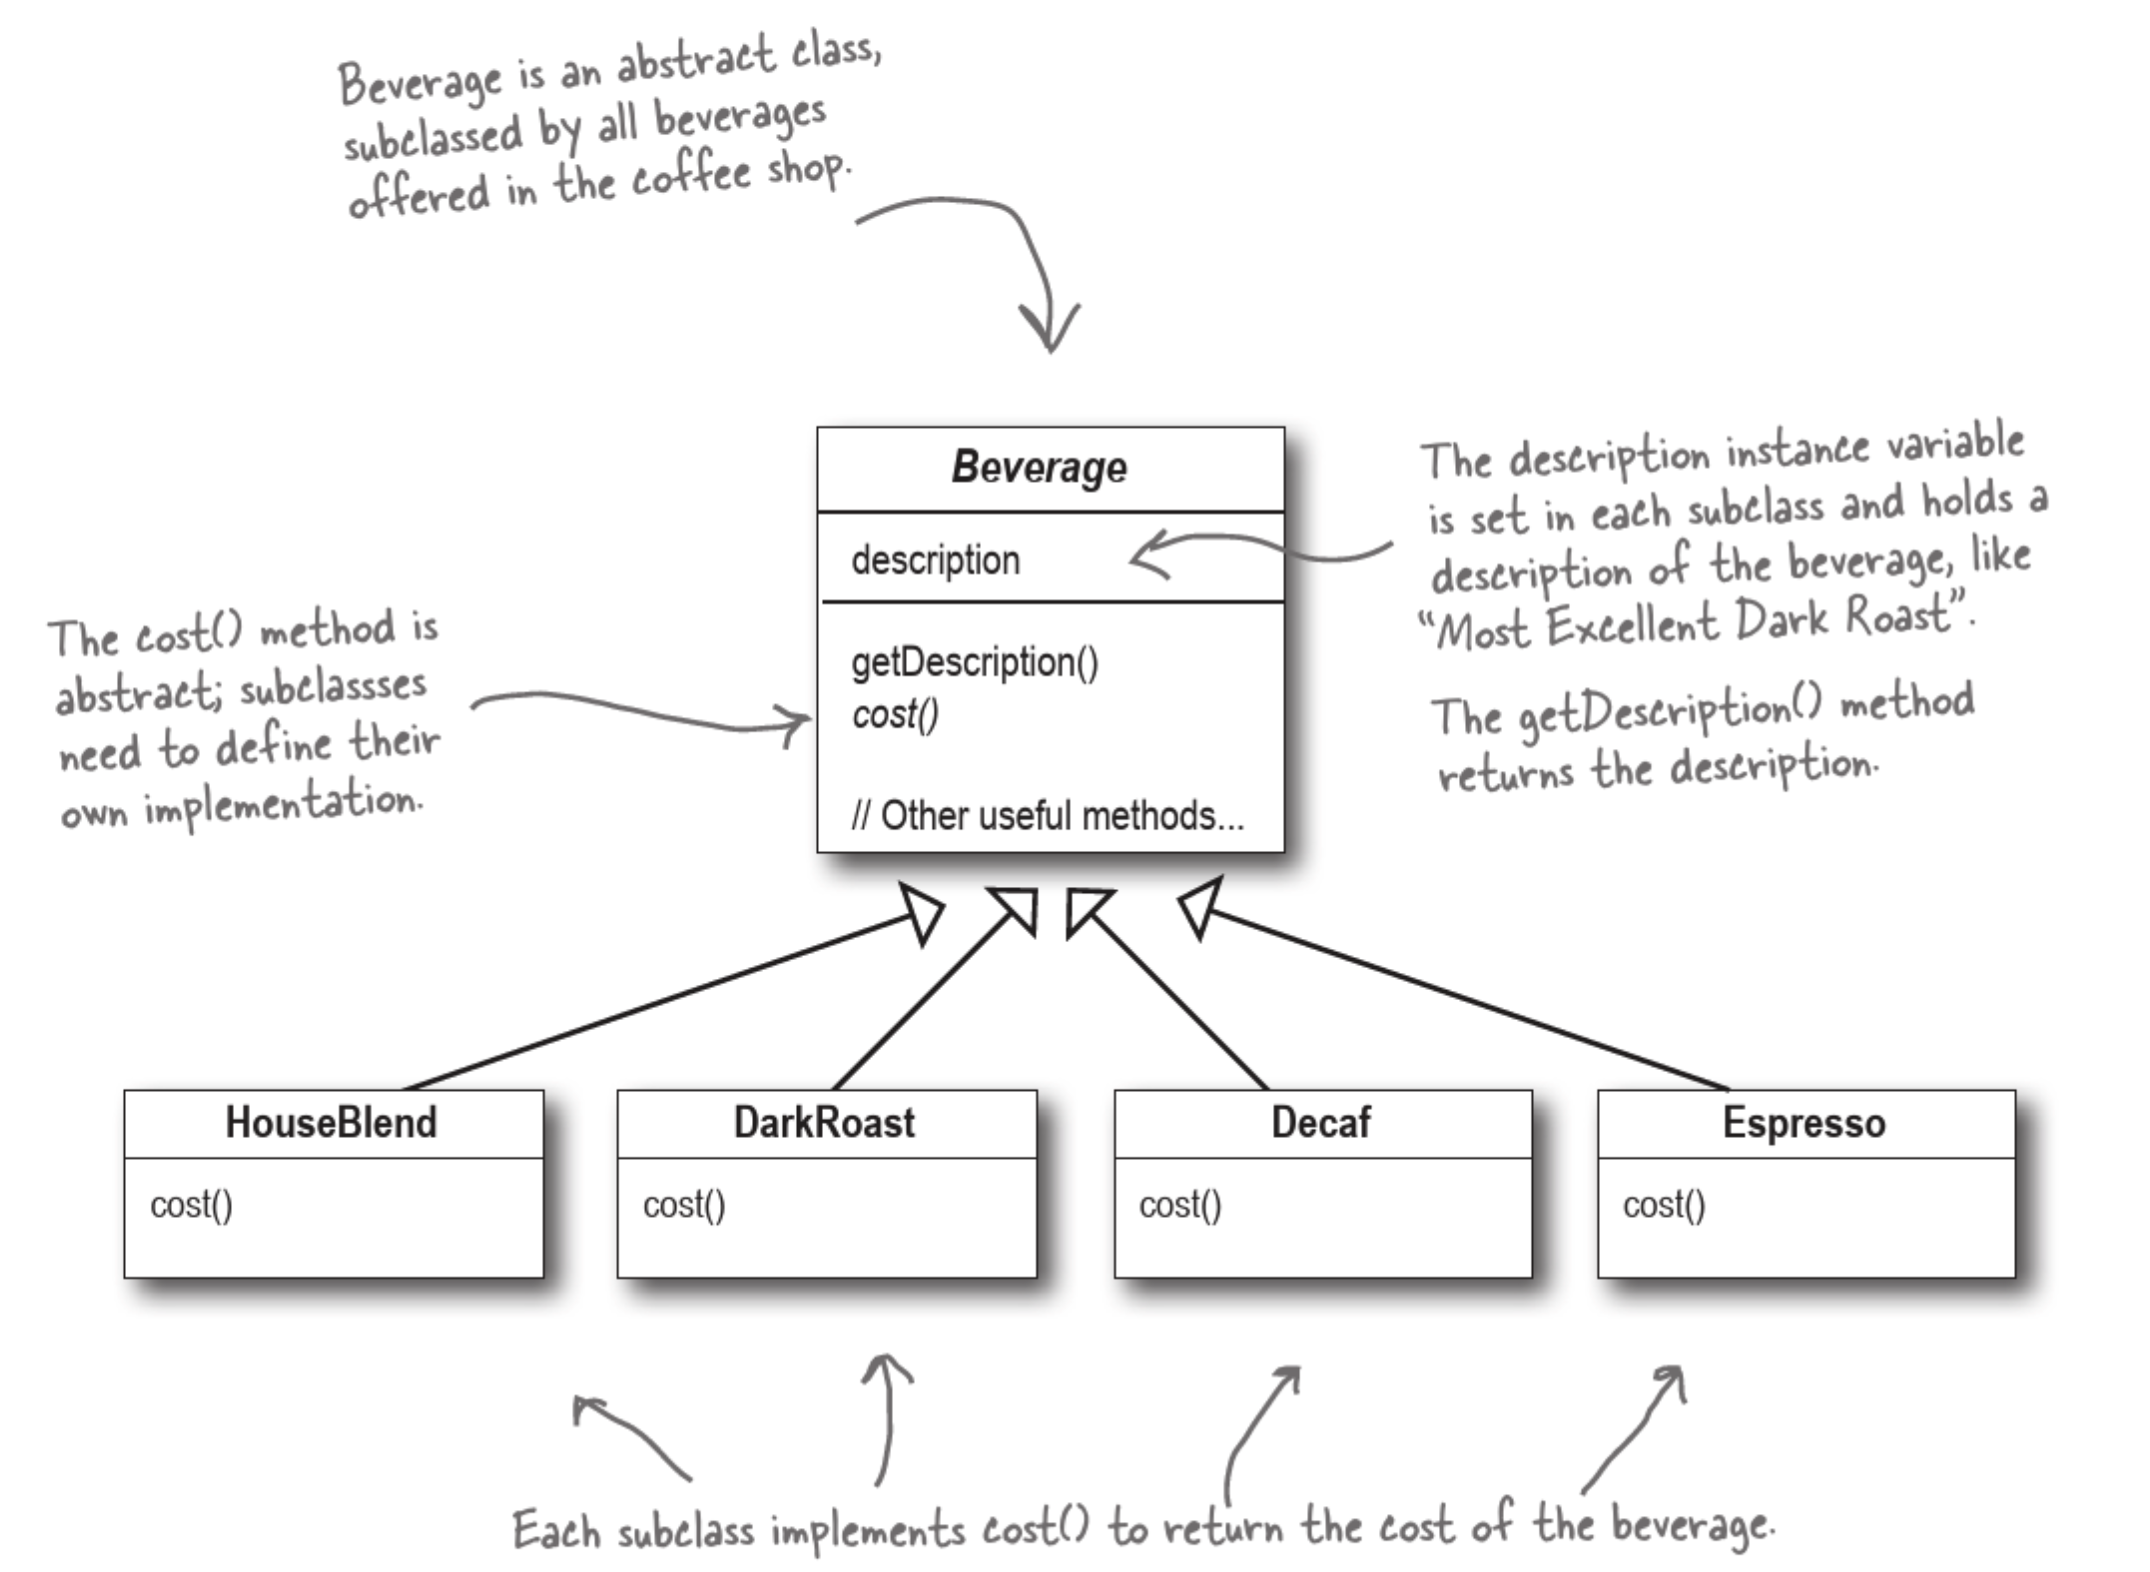 Beverage is an abstract class,
subclassed by all beverages
offered in the coffee shop.
Beverage
description
getDescription()
cost()
// Other useful methods...
The description instance variable
is set in each subclass and holds a
description of the beverage, like
“Most Excellent Dark Roast”.
The getDescription() method
returns the description.
The cost() method is
abstract; subclassses
need to define their
own implementation.
HouseBlend
cost()
DarkRoast
cost()
Decaf
cost()
Espresso
cost()
Each subclass implements cost() to return the cost of the beverage.